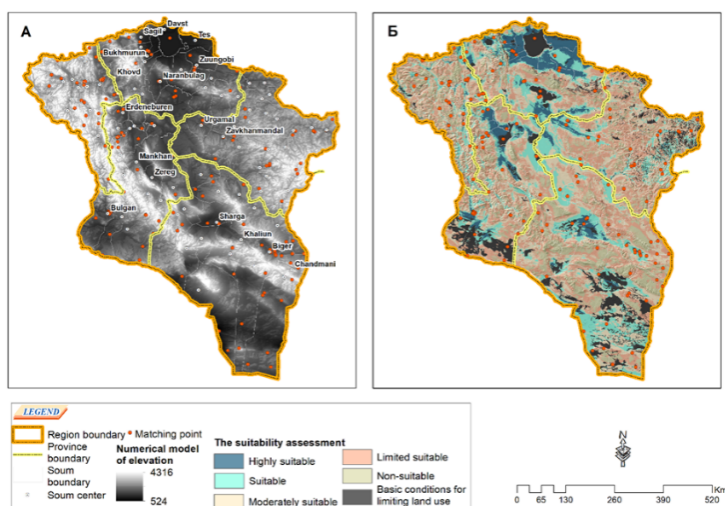 А
Б
Davst
Sagil
Tes
Bukhmurun
Zuungobi
Khovd
Naranbulag
Erdeneburen
Urgamal
Zavkhanmandal
Mankhan
Zereg
Bulgan
Sharga
Khaliun
Biger
Chandmani
LEGEND
Region boundary
Matching point
Province
boundary
Soum
boundary
Soum center
Numerical model
of elevation
4316
524
The suitability assessment
Highly suitable
Suitable
Moderately suitable
Limited suitable
Non-suitable
Basic conditions for
limiting land use
N
Km
0 65 130 260 390 520